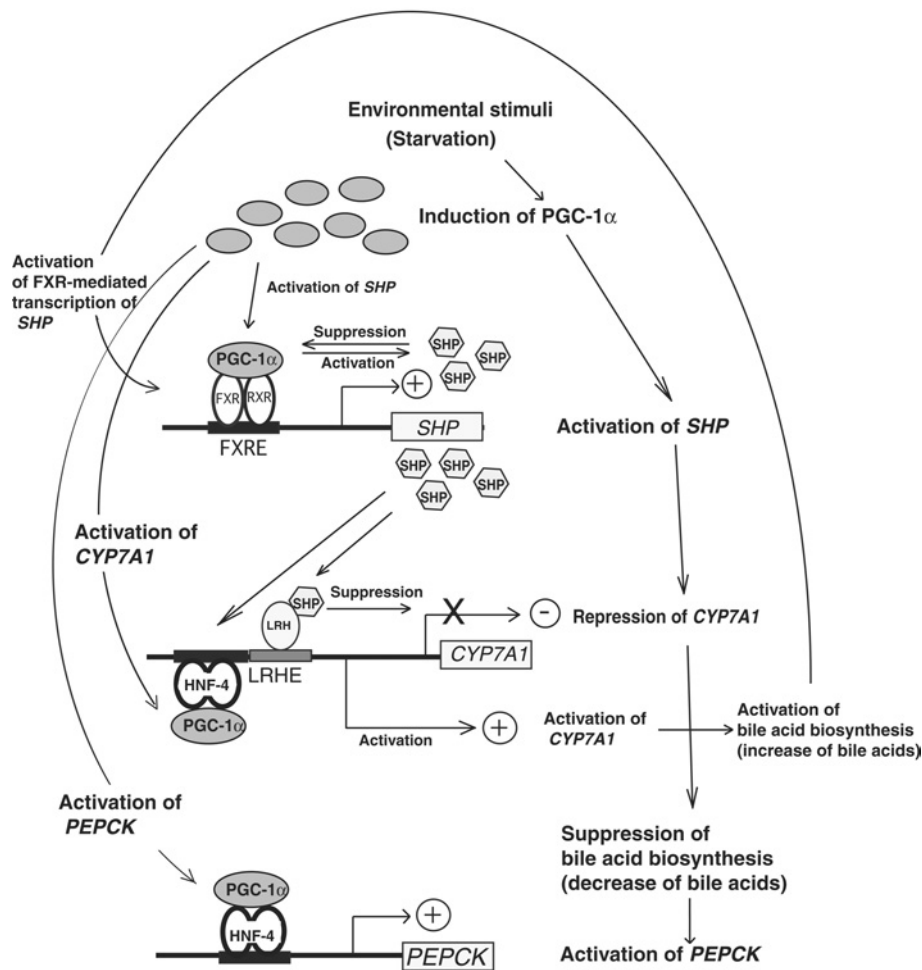 Environmental stimuli
(Starvation)
Induction of PGC-1α
Activation
of FXR-mediated
transcription of
SHP
Activation of SHP
Suppression
Activation
PGC-1α
FXR
RXR
FXRE
+
SHP
SHP
SHP
SHP
SHP
SHP
SHP
SHP
Activation of SHP
Activation of
CYP7A1
SHP
Suppression
LRH
X
-
Repression of CYP7A1
CYP7A1
LRHE
HNF-4
PGC-1α
Activation
+
Activation of
CYP7A1
Activation of
bile acid biosynthesis
(increase of bile acids)
Activation of
PEPCK
Suppression of
bile acid biosynthesis
(decrease of bile acids)
PGC-1α
HNF-4
+
PEPCK
Activation of PEPCK